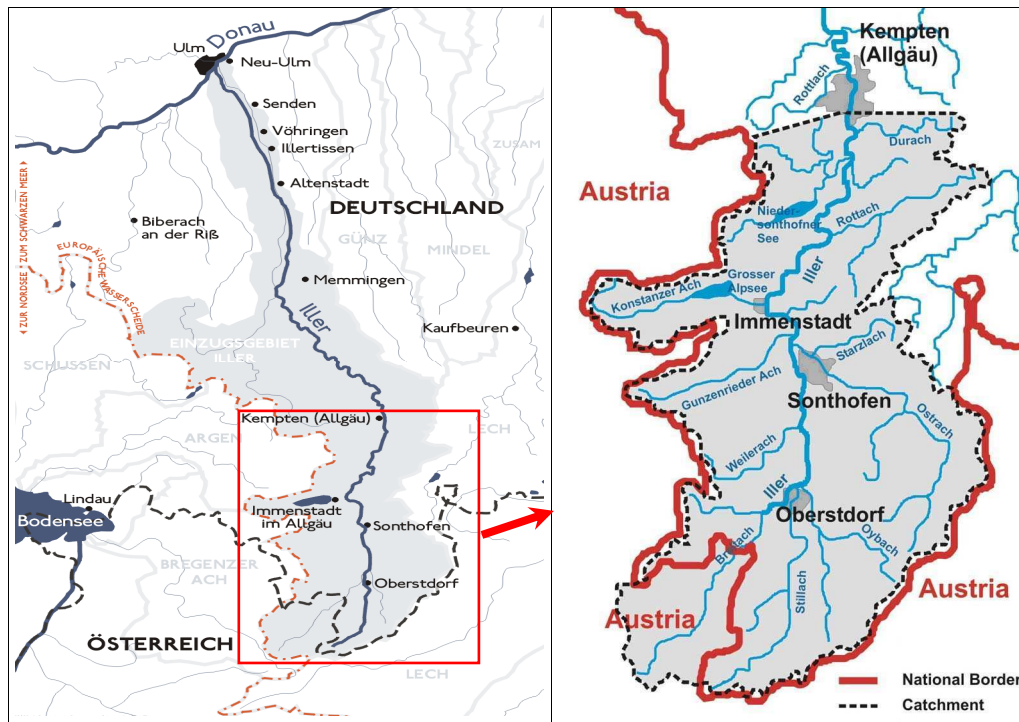 Donau
Ulm
Neu-Ulm
Senden
Vöhringen
Illertissen
ZUSAM
Altenstadt
DEUTSCHLAND
Biberach
an der Riß
GÜNZ
MINDEL
ZUR NORDSEE
ZUM SCHWARZEN MEER
EUROPÄISCHE WASSERSCHEIDE
Memmingen
Iller
Kaufbeuren
EINZUGSGEBIET
ILLER
SCHUSSEN
Kempten (Allgäu)
LECH
ARGEN
Lindau
Bodensee
Immenstadt
im Allgäu
Sonthofen
BREGENZER
ACH
Oberstdorf
ÖSTERREICH
LECH
Kempten
(Allgäu)
Rottlach
Durach
Austria
Nieder-
sonthofner
See
Rottach
Iller
Grosser
Alpsee
Konstanzer Ach
Immenstadt
Starzlach
Gunzenrieder Ach
Sonthofen
Ostrach
Weilerach
Iller
Oberstdorf
Breitach
Oybach
Stillach
Austria
Austria
National Border
Catchment